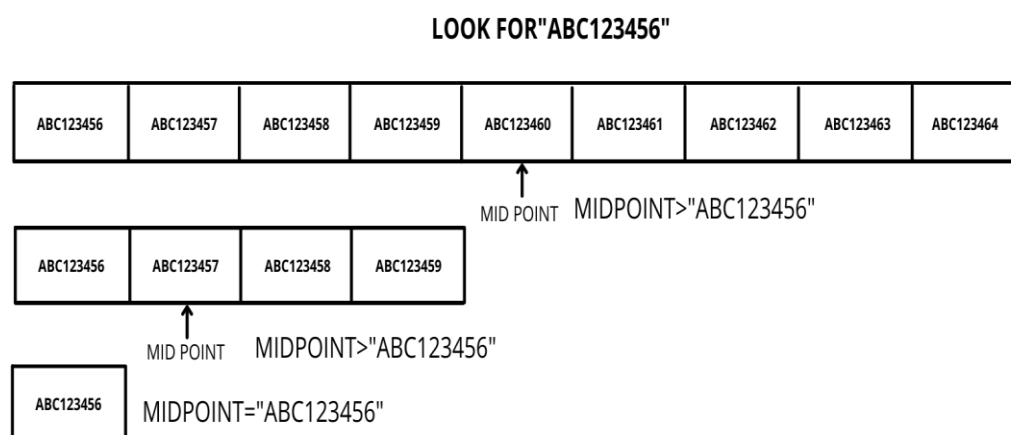 LOOK FOR"ABC123456"
ABC123456 ABC123457 ABC123458 ABC123459 ABC123460 ABC123461 ABC123462 ABC123463 ABC123464
MID POINT MIDPOINT>"ABC123456"
ABC123456 ABC123457 ABC123458 ABC123459
MID POINT MIDPOINT>"ABC123456"
ABC123456 MIDPOINT="ABC123456"